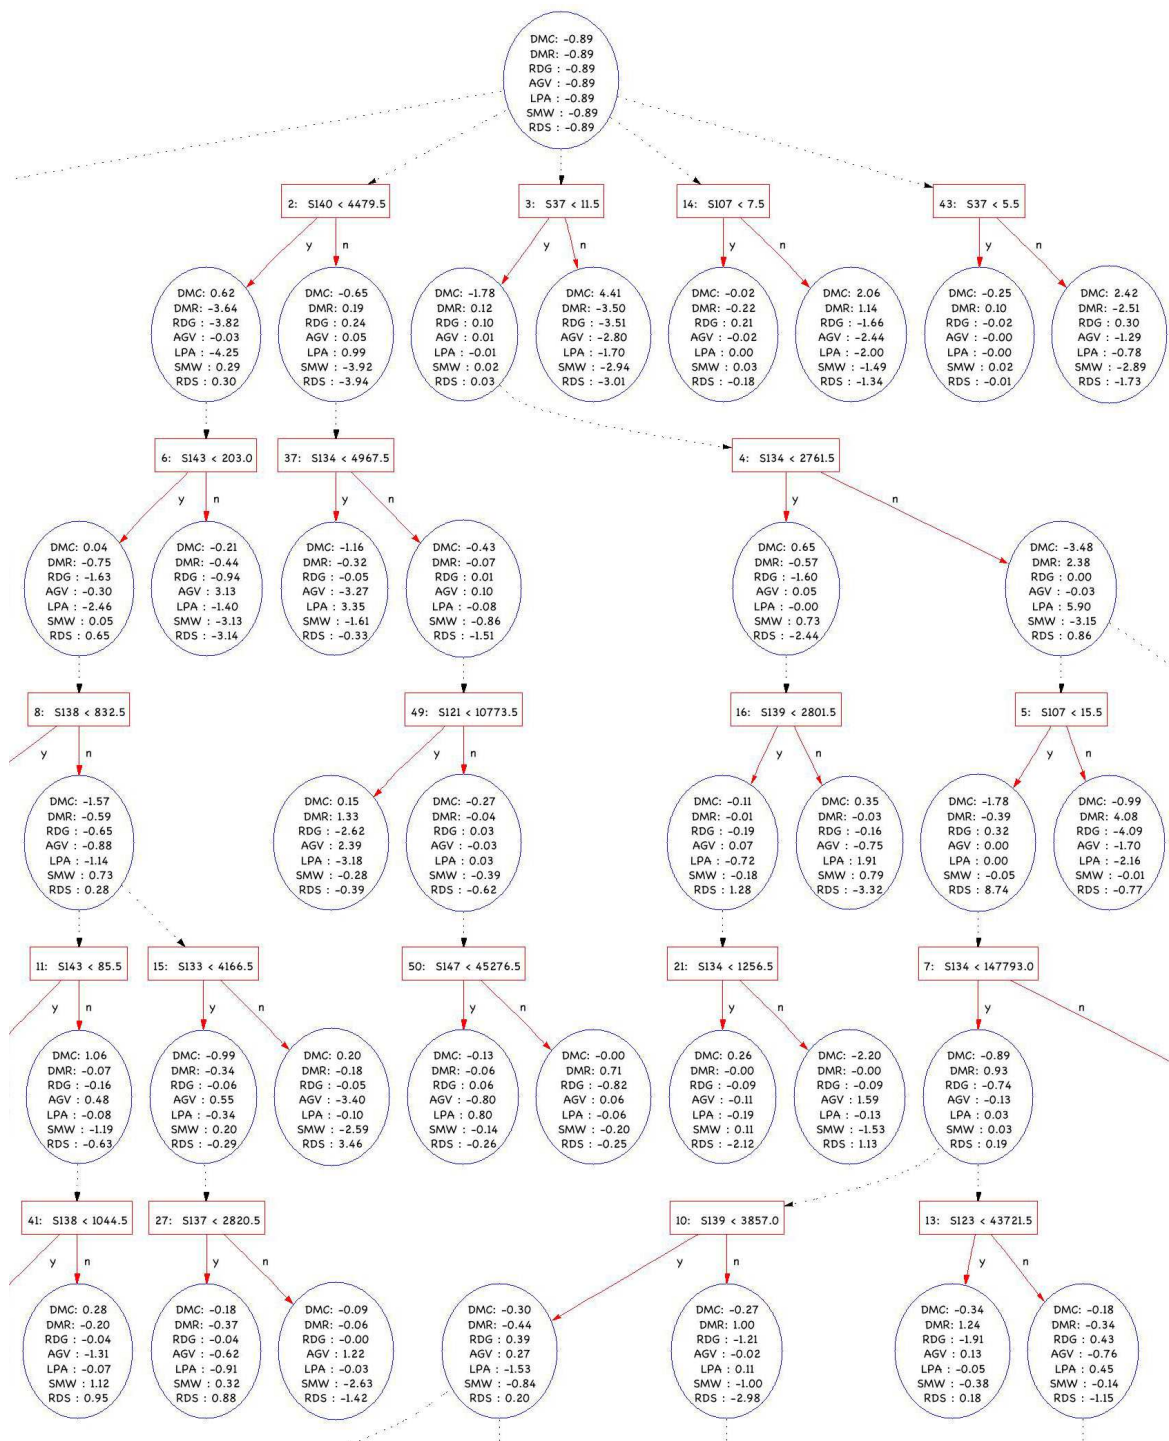 DMC: -0.89
DMR: -0.89
RDG : -0.89
AGV : -0.89
LPA : -0.89
SMW : -0.89
RDS : -0.89
2: S140 < 4479.5
3: S37 < 11.5
14: S107 < 7.5
43: S37 < 5.5
y
n
y
n
y
n
y
n
DMC: 0.62
DMR: -3.64
RDG : -3.82
AGV : -0.03
LPA : -4.25
SMW : 0.29
RDS : 0.30
DMC: -0.65
DMR: 0.19
RDG : 0.24
AGV : 0.05
LPA : 0.99
SMW : -3.92
RDS : -3.94
DMC: -1.78
DMR: 0.12
RDG : 0.10
AGV : 0.01
LPA : -0.01
SMW : 0.02
RDS : 0.03
DMC: 4.41
DMR: -3.50
RDG : -3.51
AGV : -2.80
LPA : -1.70
SMW : -2.94
RDS : -3.01
DMC: -0.02
DMR: -0.22
RDG : 0.21
AGV : -0.02
LPA : 0.00
SMW : 0.03
RDS : -0.18
DMC: 2.06
DMR: 1.14
RDG : -1.66
AGV : -2.44
LPA : -2.00
SMW : -1.49
RDS : -1.34
DMC: -0.25
DMR: 0.10
RDG : -0.02
AGV : -0.00
LPA : -0.00
SMW : 0.02
RDS : -0.01
DMC: 2.42
DMR: -2.51
RDG : 0.30
AGV : -1.29
LPA : -0.78
SMW : -2.89
RDS : -1.73
6: S143 < 203.0
37: S134 < 4967.5
4: S134 < 2761.5
y
n
y
n
y
n
DMC: 0.04
DMR: -0.75
RDG : -1.63
AGV : -0.30
LPA : -2.46
SMW : 0.05
RDS : 0.65
DMC: -0.21
DMR: -0.44
RDG : -0.94
AGV : 3.13
LPA : -1.40
SMW : -3.13
RDS : -3.14
DMC: -1.16
DMR: -0.32
RDG : -0.05
AGV : -3.27
LPA : 3.35
SMW : -1.61
RDS : -0.33
DMC: -0.43
DMR: -0.07
RDG : 0.01
AGV : 0.10
LPA : -0.08
SMW : -0.86
RDS : -1.51
DMC: 0.65
DMR: -0.57
RDG : -1.60
AGV : 0.05
LPA : -0.00
SMW : 0.73
RDS : -2.44
DMC: -3.48
DMR: 2.38
RDG : 0.00
AGV : -0.03
LPA : 5.90
SMW : -3.15
RDS : 0.86
8: S138 < 832.5
49: S121 < 10773.5
16: S139 < 2801.5
5: S107 < 15.5
y
n
y
n
y
n
y
n
DMC: -1.57
DMR: -0.59
RDG : -0.65
AGV : -0.88
LPA : -1.14
SMW : 0.73
RDS : 0.28
DMC: 0.15
DMR: 1.33
RDG : -2.62
AGV : 2.39
LPA : -3.18
SMW : -0.28
RDS : -0.39
DMC: -0.27
DMR: -0.04
RDG : 0.03
AGV : -0.03
LPA : 0.03
SMW : -0.39
RDS : -0.62
DMC: -0.11
DMR: -0.01
RDG : -0.19
AGV : 0.07
LPA : -0.72
SMW : -0.18
RDS : 1.28
DMC: 0.35
DMR: -0.03
RDG : -0.16
AGV : -0.75
LPA : 1.91
SMW : 0.79
RDS : -3.32
DMC: -1.78
DMR: -0.39
RDG : 0.32
AGV : 0.00
LPA : 0.00
SMW : -0.05
RDS : 8.74
DMC: -0.99
DMR: 4.08
RDG : -4.09
AGV : -1.70
LPA : -2.16
SMW : -0.01
RDS : -0.77
11: S143 < 85.5
15: S133 < 4166.5
50: S147 < 45276.5
21: S134 < 1256.5
7: S134 < 147793.0
y
n
y
n
y
n
y
n
y
n
DMC: 1.06
DMR: -0.07
RDG : -0.16
AGV : 0.48
LPA : -0.08
SMW : -1.19
RDS : -0.63
DMC: -0.99
DMR: -0.34
RDG : -0.06
AGV : 0.55
LPA : -0.34
SMW : 0.20
RDS : -0.29
DMC: 0.20
DMR: -0.18
RDG : -0.05
AGV : -3.40
LPA : -0.10
SMW : -2.59
RDS : 3.46
DMC: -0.13
DMR: -0.06
RDG : 0.06
AGV : -0.80
LPA : 0.80
SMW : -0.14
RDS : -0.26
DMC: -0.00
DMR: 0.71
RDG : -0.82
AGV : 0.06
LPA : -0.06
SMW : -0.20
RDS : -0.25
DMC: 0.26
DMR: -0.00
RDG : -0.09
AGV : -0.11
LPA : -0.19
SMW : 0.11
RDS : -2.12
DMC: -2.20
DMR: -0.00
RDG : -0.09
AGV : 1.59
LPA : -0.13
SMW : -1.53
RDS : 1.13
DMC: -0.89
DMR: 0.93
RDG : -0.74
AGV : -0.13
LPA : 0.03
SMW : 0.03
RDS : 0.19
41: S138 < 1044.5
27: S137 < 2820.5
10: S139 < 3857.0
13: S123 < 43721.5
y
n
y
n
y
n
y
n
DMC: 0.28
DMR: -0.20
RDG : -0.04
AGV : -1.31
LPA : -0.07
SMW : 1.12
RDS : 0.95
DMC: -0.18
DMR: -0.37
RDG : -0.04
AGV : -0.62
LPA : -0.91
SMW : 0.32
RDS : 0.88
DMC: -0.09
DMR: -0.06
RDG : -0.00
AGV : 1.22
LPA : -0.03
SMW : -2.63
RDS : -1.42
DMC: -0.30
DMR: -0.44
RDG : 0.39
AGV : 0.27
LPA : -1.53
SMW : -0.84
RDS : 0.20
DMC: -0.27
DMR: 1.00
RDG : -1.21
AGV : -0.02
LPA : 0.11
SMW : -1.00
RDS : -2.98
DMC: -0.34
DMR: 1.24
RDG : -1.91
AGV : 0.13
LPA : -0.05
SMW : -0.38
RDS : 0.18
DMC: -0.18
DMR: -0.34
RDG : 0.43
AGV : -0.76
LPA : 0.45
SMW : -0.14
RDS : -1.15